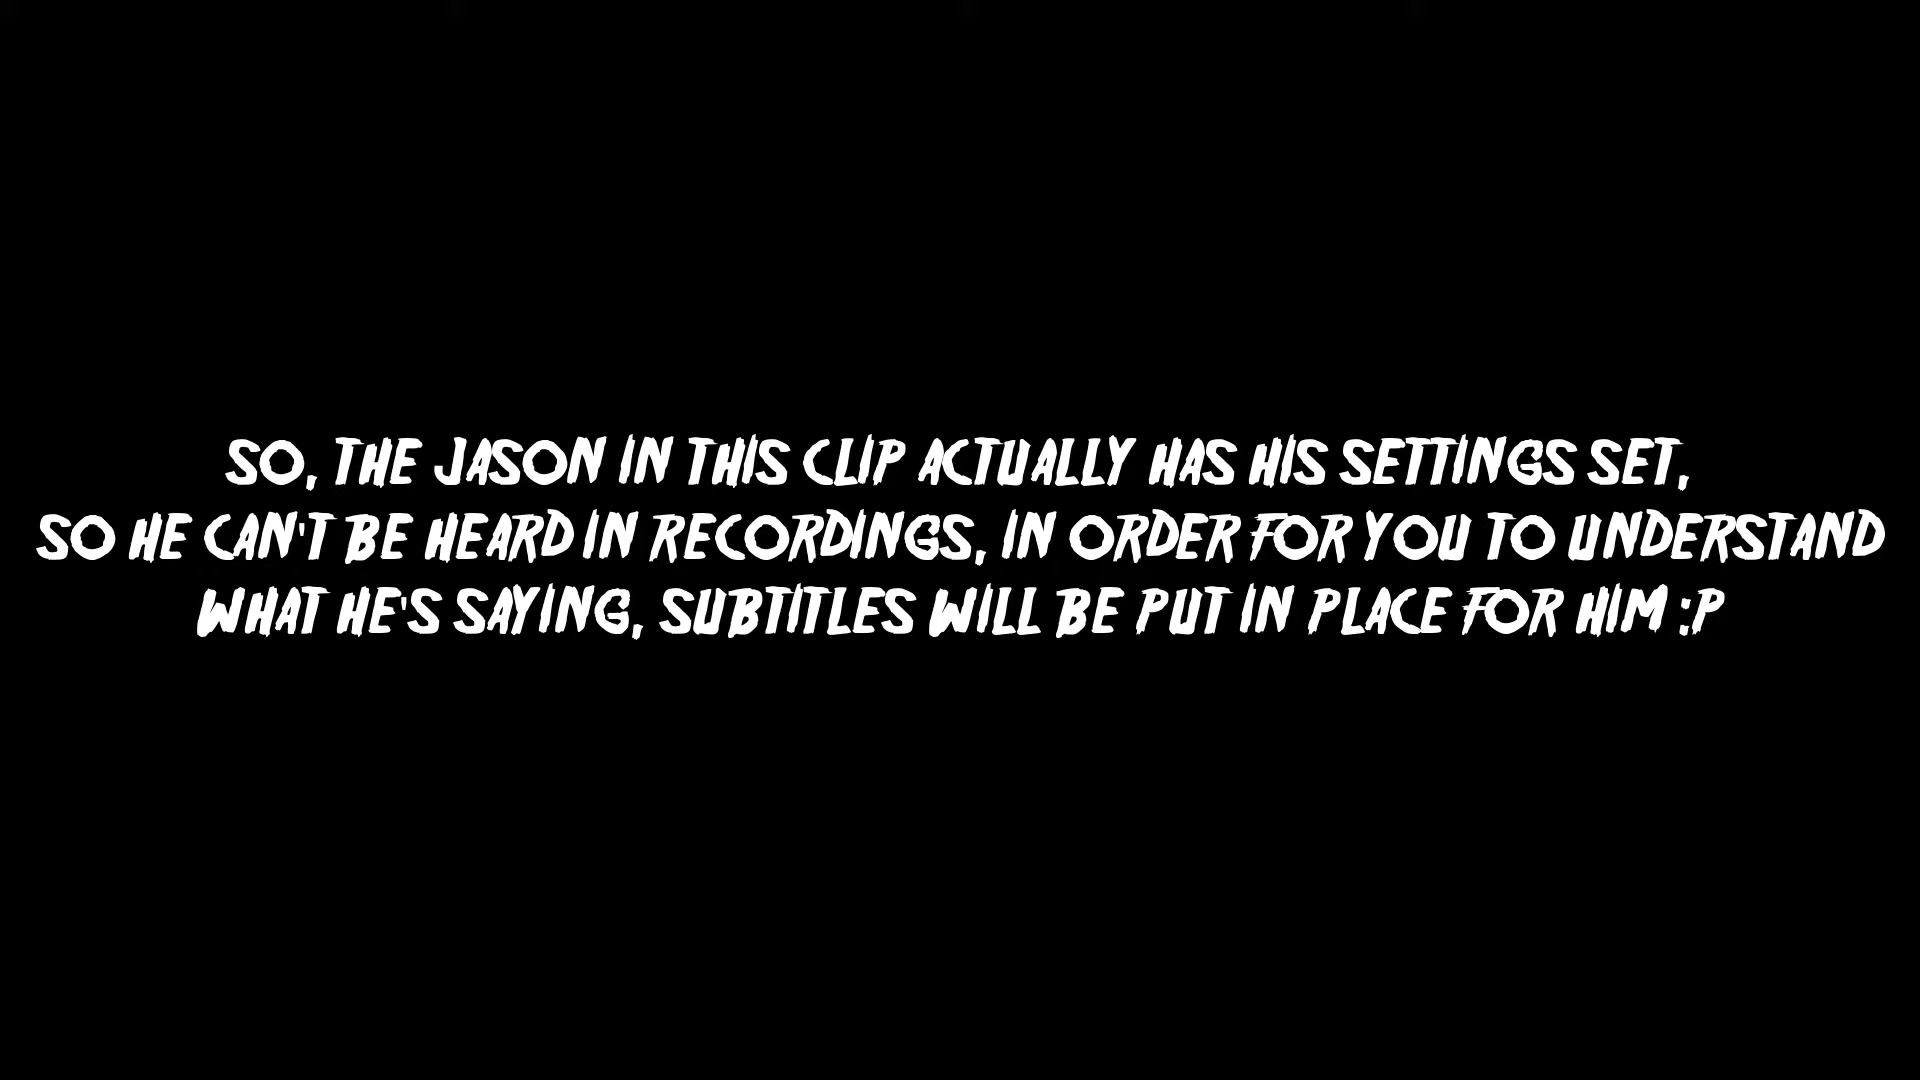 SO, THE JASON IN THIS CLIP ACTUALLY HAS HIS SETTINGS SET,
SO HE CAN'T BE HEARD IN RECORDINGS, IN ORDER FOR YOU TO UNDERSTAND
WHAT HE'S SAYING, SUBTITLES WILL BE PUT IN PLACE FOR HIM :P